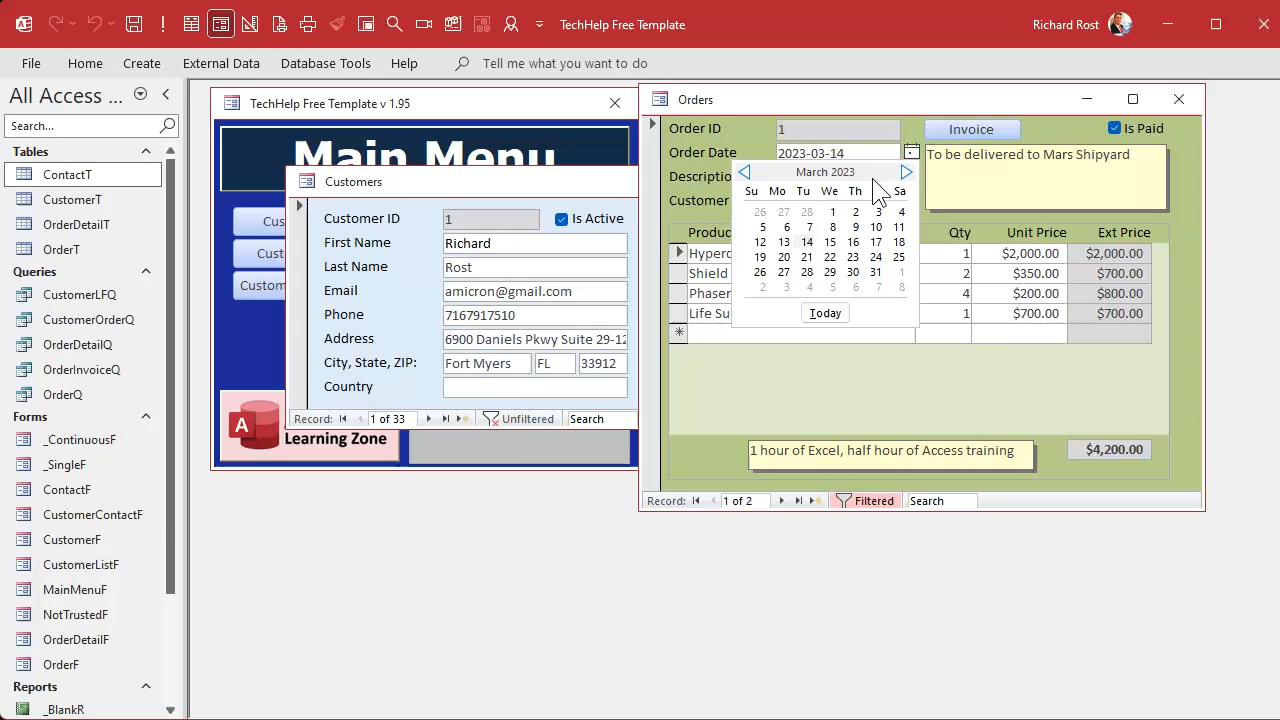 TechHelp Free Template
Richard Rost
File
Home
Create
External Data
Database Tools
Help
Tell me what you want to do
All Access ...
Search...
Tables
ContactT
CustomerT
OrderDetailT
OrderT
Queries
CustomerLFQ
CustomerOrderQ
OrderDetailQ
OrderInvoiceQ
OrderQ
Forms
_ContinuousF
_SingleF
ContactF
CustomerContactF
CustomerF
CustomerListF
MainMenuF
NotTrustedF
OrderDetailF
OrderF
Reports
_BlankR
TechHelp Free Template v 1.95
Main Menu
Cus
Cust
Custom
A
Learning Zone
Customers
Customer ID 1 Is Active
First Name Richard
Last Name Rost
Email amicron@gmail.com
Phone 7167917510
Address 6900 Daniels Pkwy Suite 29-12
City, State, ZIP: Fort Myers FL 33912
Country
Record: 1 of 33 Unfiltered Search
Orders
Order ID 1 Invoice Is Paid
Order Date 2023-03-14
To be delivered to Mars Shipyard
Descriptio
Customer
March 2023
Su Mo Tu We Th Sa
26 27 28 1 2 3 4
5 6 7 8 9 10 11
12 13 14 15 16 17 18
19 20 21 22 23 24 25
26 27 28 29 30 31 1
2 3 4 5 6 7 8
Today
Produc Qty Unit Price Ext Price
Hyperd 1 $2,000.00 $2,000.00
Shield 2 $350.00 $700.00
Phaser 4 $200.00 $800.00
Life Su 1 $700.00 $700.00
1 hour of Excel, half hour of Access training
$4,200.00
Record: 1 of 2 Filtered Search